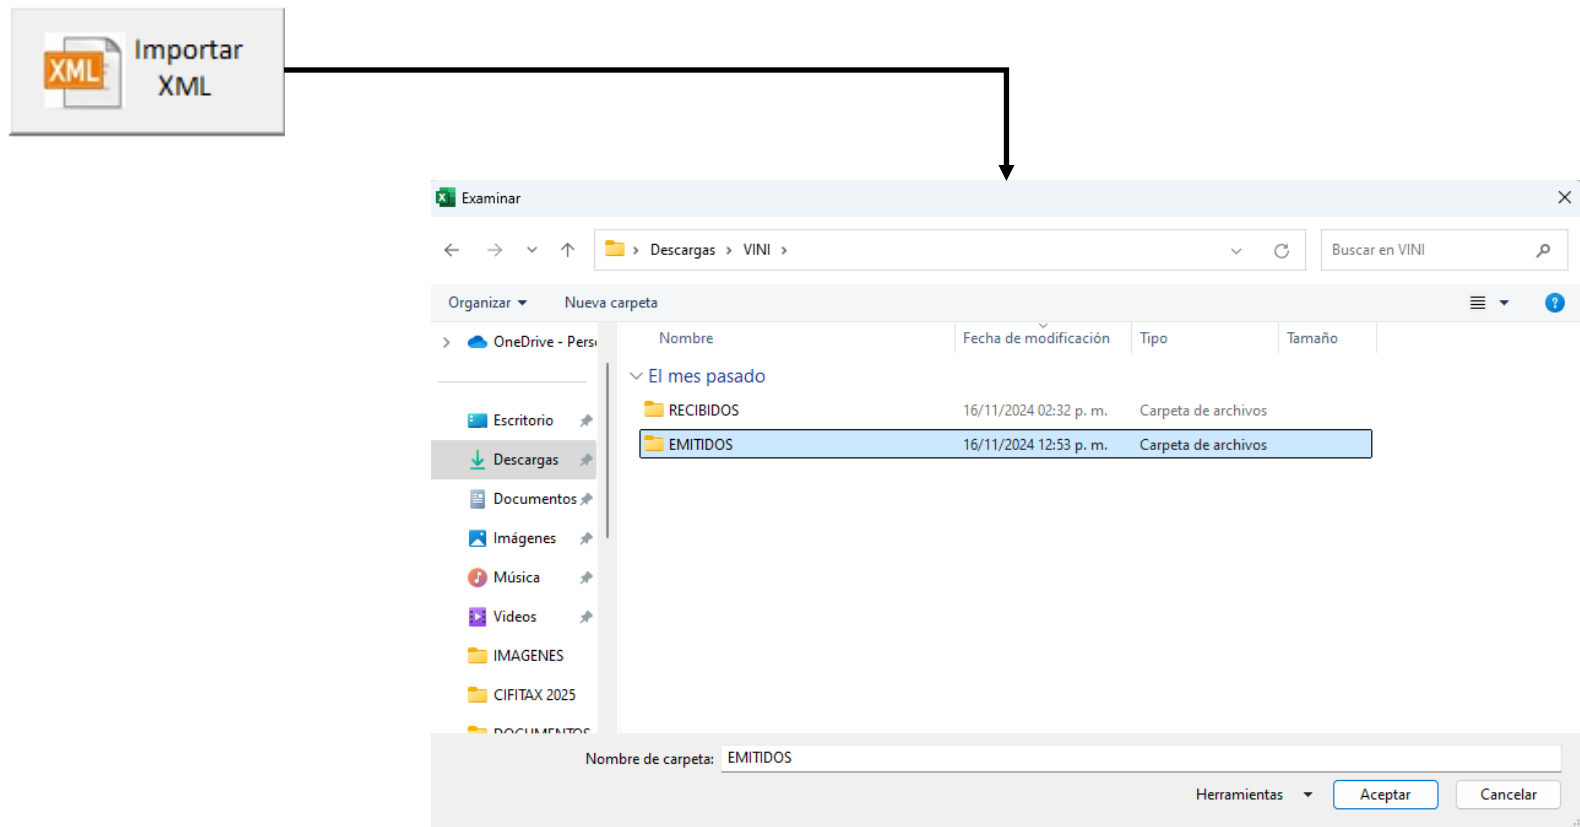 XML
Importar
XML
Examinar
Descargas
VINI
Buscar en VINI
Organizar
Nueva carpeta
OneDrive - Pers
Nombre
Fecha de modificación
Tipo
Tamaño
El mes pasado
RECIBIDOS
16/11/2024 02:32 p. m.
Carpeta de archivos
EMITIDOS
16/11/2024 12:53 p. m.
Carpeta de archivos
Escritorio
Descargas
Documentos
Imágenes
Música
Videos
IMAGENES
CIFITAX 2025
DOCUMENTOS
Nombre de carpeta:
EMITIDOS
Herramientas
Aceptar
Cancelar